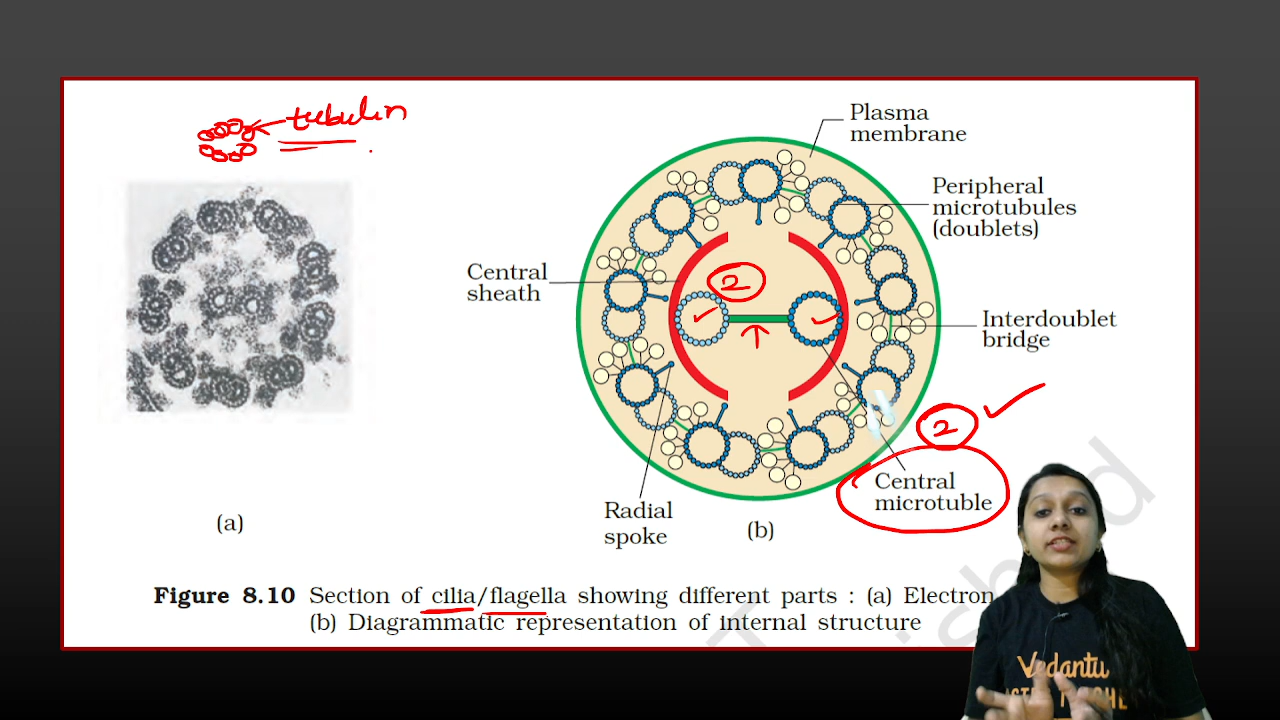 tubulin
Plasma
membrane
Peripheral
microtubules
(doublets)
Central
sheath
2
Interdoublet
bridge
2
Central
microtuble
Radial
spoke
(a)
(b)
Figure 8.10 Section of cilia/flagella showing different parts : (a) Electron
(b) Diagrammatic representation of internal structure
Vedantu